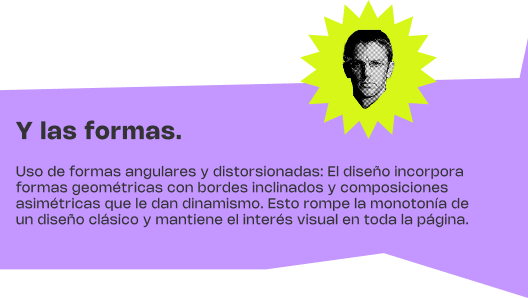 Y las formas.
Uso de formas angulares y distorsionadas: El diseño incorpora
formas geométricas con bordes inclinados y composiciones
asimétricas que le dan dinamismo. Esto rompe la monotonía de
un diseño clásico y mantiene el interés visual en toda la página.